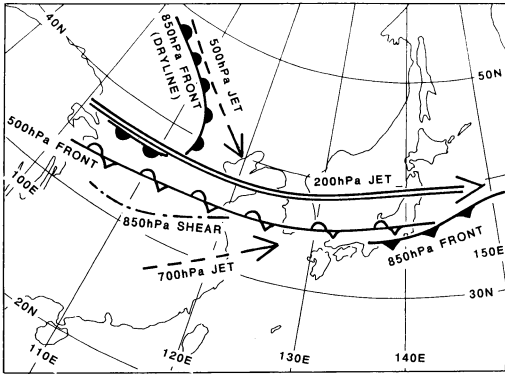 40N
850hPa FRONT
(DRYLINE)
500hPa JET
50N
500hPa FRONT
100E
200hPa JET
850hPa SHEAR
850hPa FRONT
150E
700hPa JET
30N
20N
110E
120E
130E
140E